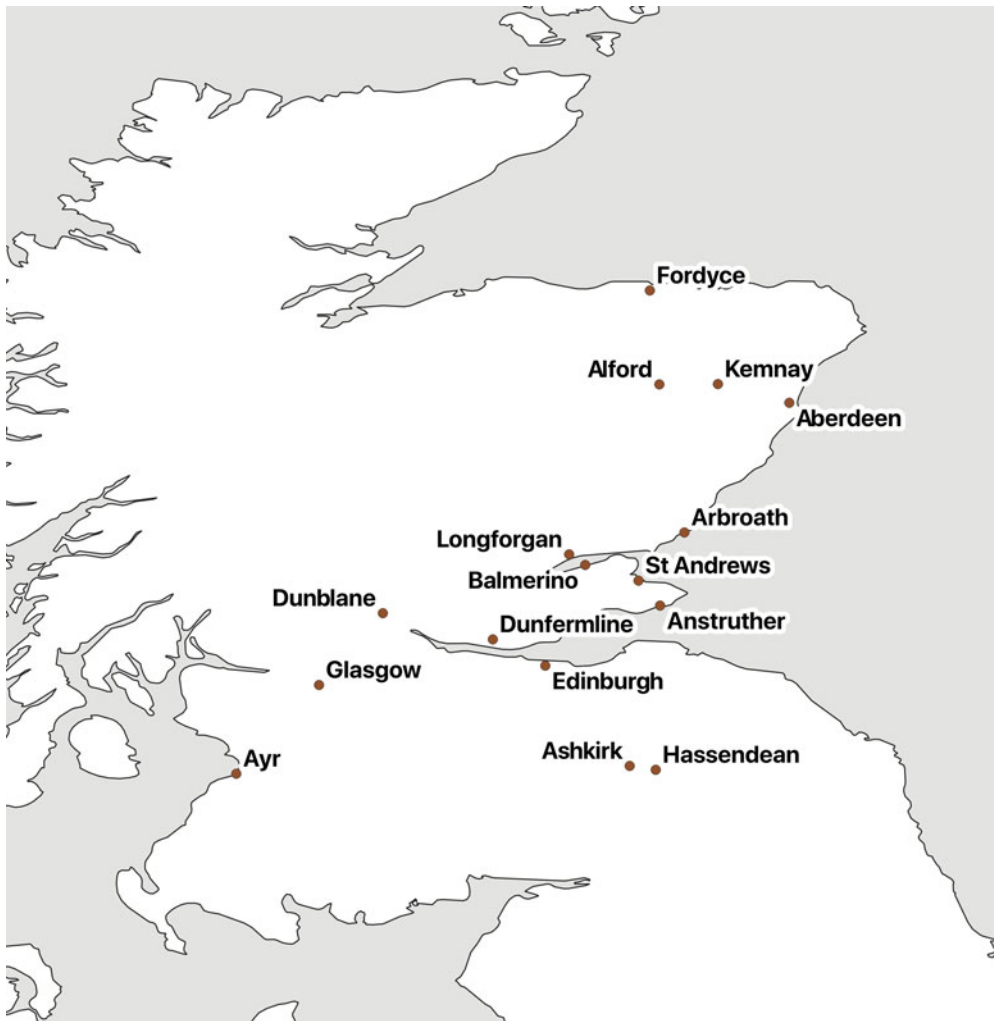 Fordyce
Alford
Kemnay
Aberdeen
Arbroath
Longforgan
St Andrews
Balmerino
Dunblane
Anstruther
Dunfermline
Glasgow
Edinburgh
Ashkirk
Hassendean
Ayr